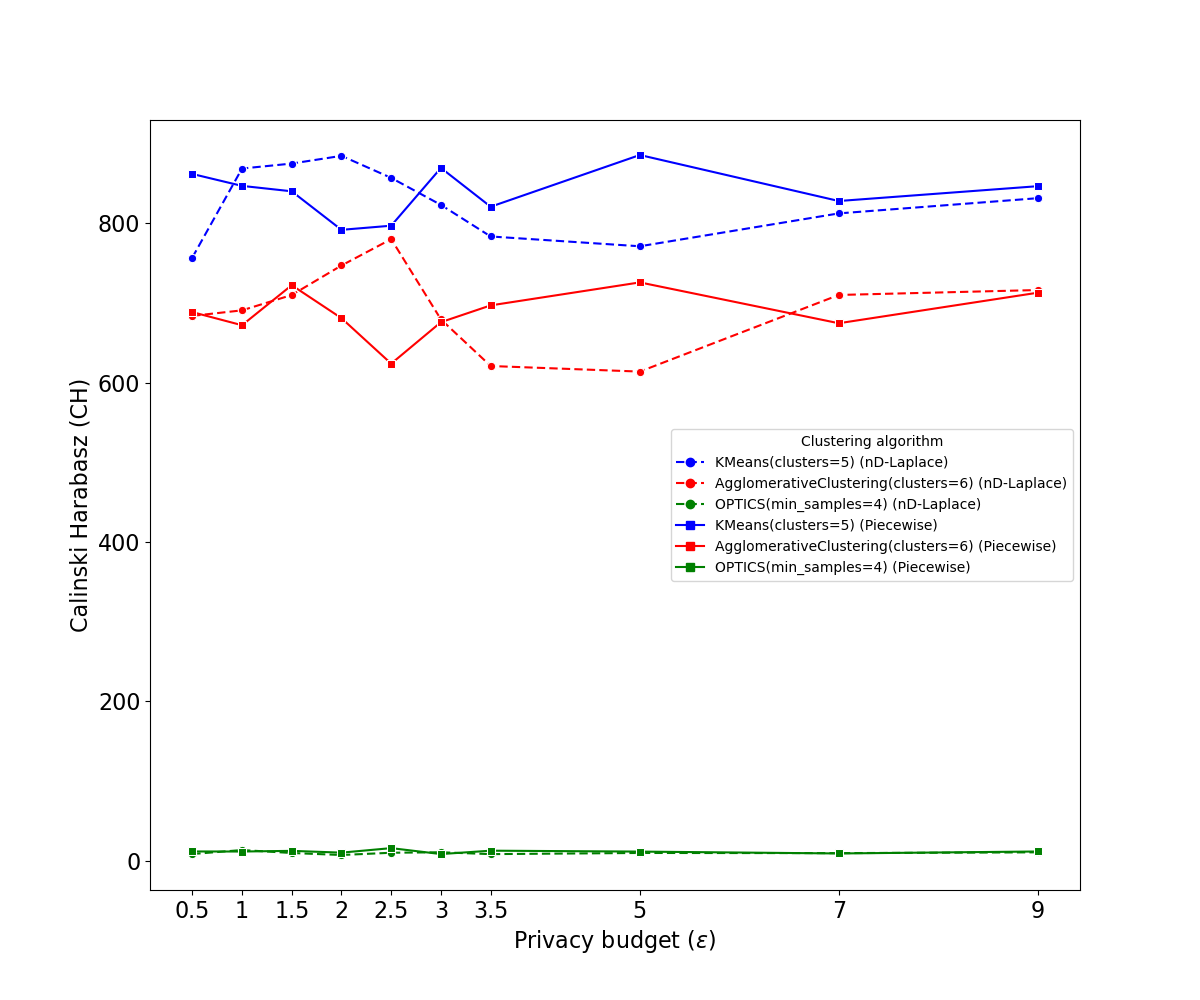 800
600
400
200
0
Calinski Harabasz (CH)
Clustering algorithm
KMeans(clusters=5) (nD-Laplace)
AgglomerativeClustering(clusters=6) (nD-Laplace)
OPTICS(min_samples=4) (nD-Laplace)
KMeans(clusters=5) (Piecewise)
AgglomerativeClustering(clusters=6) (Piecewise)
OPTICS(min_samples=4) (Piecewise)
0.5 1 1.5 2 2.5 3 3.5 5 7 9
Privacy budget (ε)